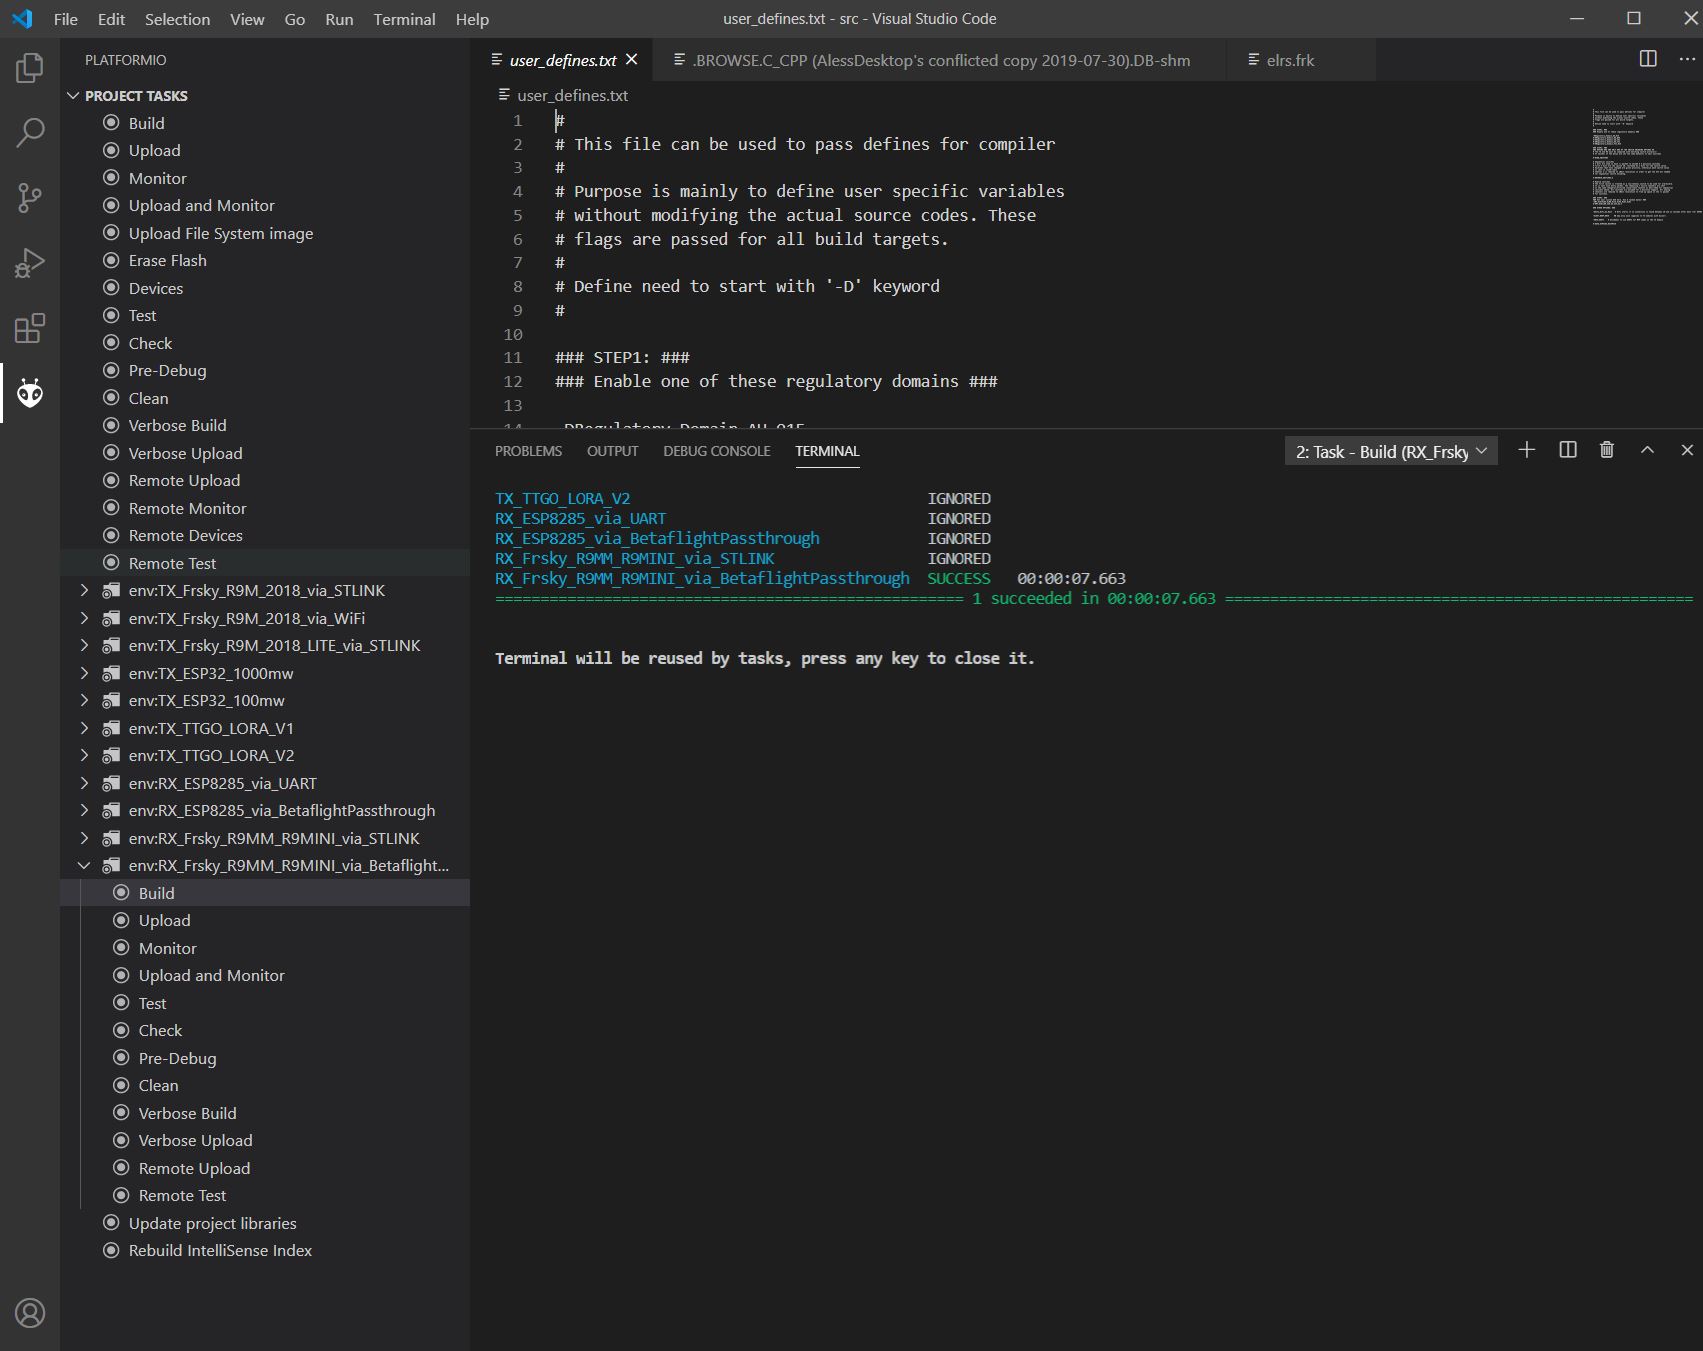 File Edit Selection View Go Run Terminal Help
user_defines.txt - src - Visual Studio Code
PLATFORMIO
PROJECT TASKS
Build
Upload
Monitor
Upload and Monitor
Upload File System image
Erase Flash
Devices
Test
Check
Pre-Debug
Clean
Verbose Build
Verbose Upload
Remote Upload
Remote Monitor
Remote Devices
Remote Test
env:TX_Frsky_R9M_2018_via_STLINK
env:TX_Frsky_R9M_2018_via_WiFi
env:TX_Frsky_R9M_2018_LITE_via_STLINK
env:TX_ESP32_1000mw
env:TX_ESP32_100mw
env:TX_TTGO_LORA_V1
env:TX_TTGO_LORA_V2
env:RX_ESP8285_via_UART
env:RX_ESP8285_via_BetaflightPassthrough
env:RX_Frsky_R9MM_R9MINI_via_STLINK
env:RX_Frsky_R9MM_R9MINI_via_Betaflight...
Build
Upload
Monitor
Upload and Monitor
Test
Check
Pre-Debug
Clean
Verbose Build
Verbose Upload
Remote Upload
Remote Test
Update project libraries
Rebuild IntelliSense Index
user_defines.txt
.BROWSE.C_CPP (AlessDesktop's conflicted copy 2019-07-30).DB-shm
elrs.frk
user_defines.txt
1 #
2 # This file can be used to pass defines for compiler
3 #
4 # Purpose is mainly to define user specific variables
5 # without modifying the actual source codes. These
6 # flags are passed for all build targets.
7 #
8 # Define need to start with '-D' keyword
9 #
10
11 ### STEP1: ###
12 ### Enable one of these regulatory domains ###
13
PROBLEMS OUTPUT DEBUG CONSOLE TERMINAL
2: Task - Build (RX_Frsky
TX_TTGO_LORA_V2 IGNORED
RX_ESP8285_via_UART IGNORED
RX_ESP8285_via_BetaflightPassthrough IGNORED
RX_Frsky_R9MM_R9MINI_via_STLINK IGNORED
RX_Frsky_R9MM_R9MINI_via_BetaflightPassthrough SUCCESS 00:00:07.663
==================================================== 1 succeeded in 00:00:07.663 ====================================================
Terminal will be reused by tasks, press any key to close it.